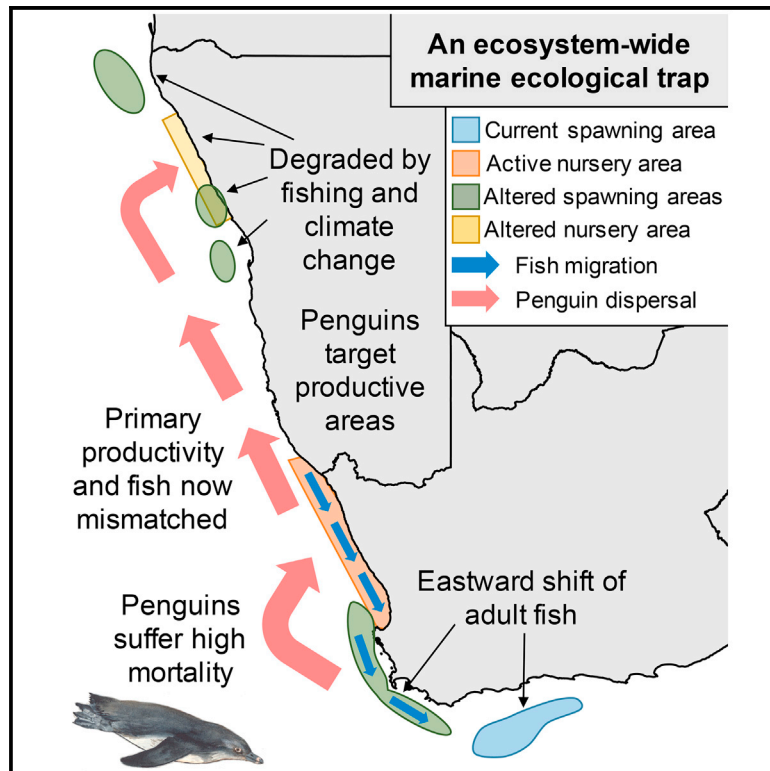 An ecosystem-wide
marine ecological trap
Current spawning area
Active nursery area
Altered spawning areas
Altered nursery area
Fish migration
Penguin dispersal
Degraded by
fishing and
climate
change
Penguins
target
productive
areas
Primary
productivity
and fish now
mismatched
Eastward shift of
adult fish
Penguins
suffer high
mortality